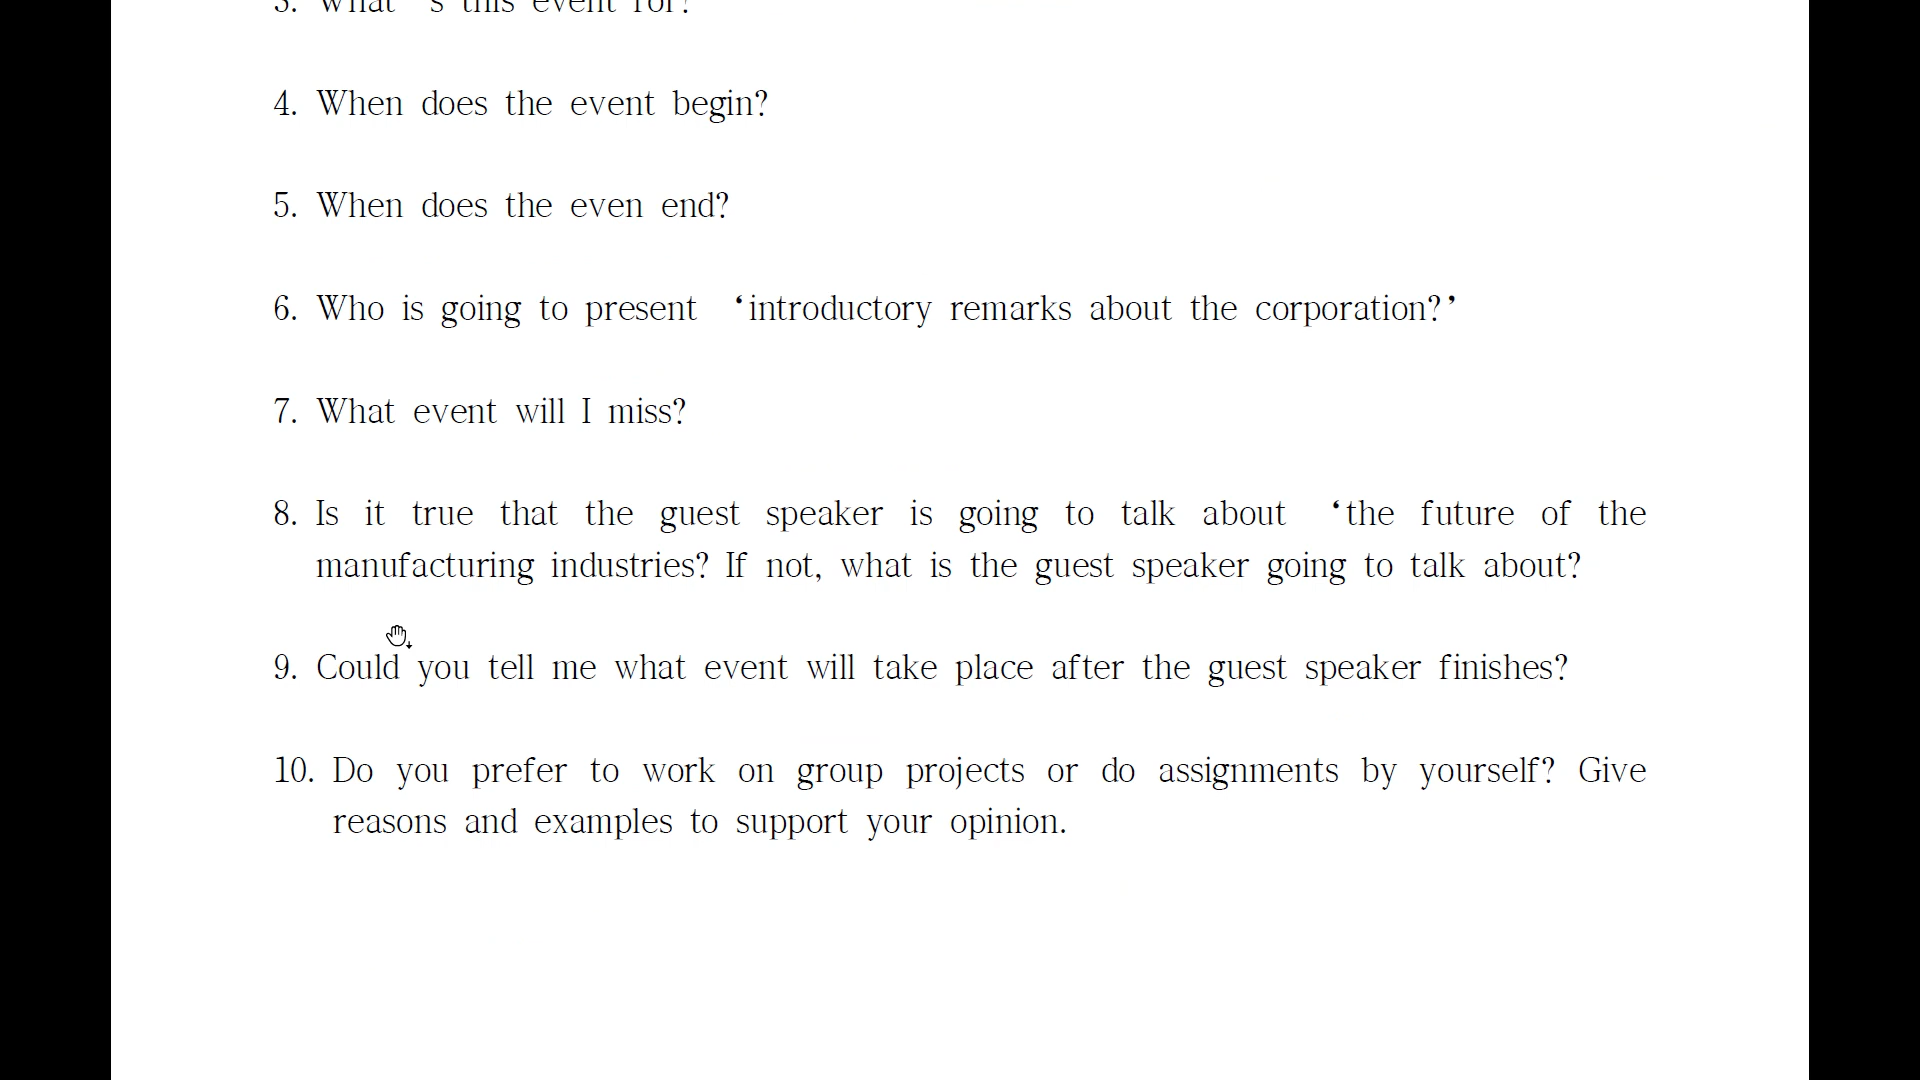 3. What ’s this event for?
4. When does the event begin?
5. When does the even end?
6. Who is going to present ‘introductory remarks about the corporation?’
7. What event will I miss?
8. Is it true that the guest speaker is going to talk about ‘the future of the
manufacturing industries? If not, what is the guest speaker going to talk about?
9. Could you tell me what event will take place after the guest speaker finishes?
10. Do you prefer to work on group projects or do assignments by yourself? Give
reasons and examples to support your opinion.